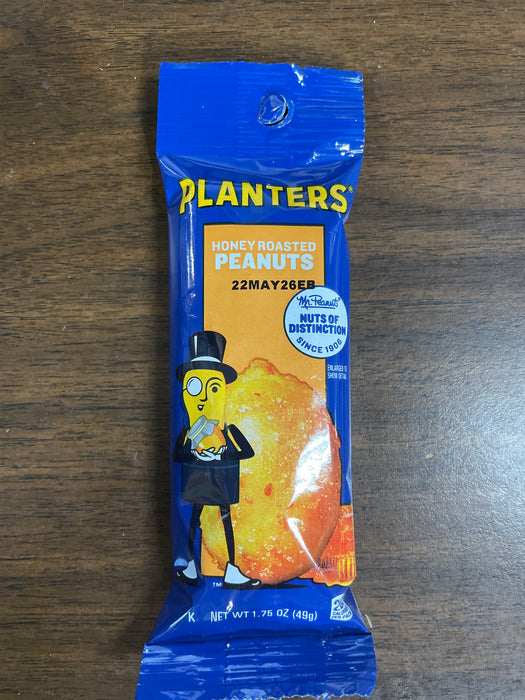 PLANTERS®
HONEY ROASTED
PEANUTS
22MAY26EB
Mr. Peanut's
NUTS OF
DISTINCTION
SINCE 1906
ENLARGED TO
SHOW DETAIL
TM
K NET WT 1.75 OZ (49g)